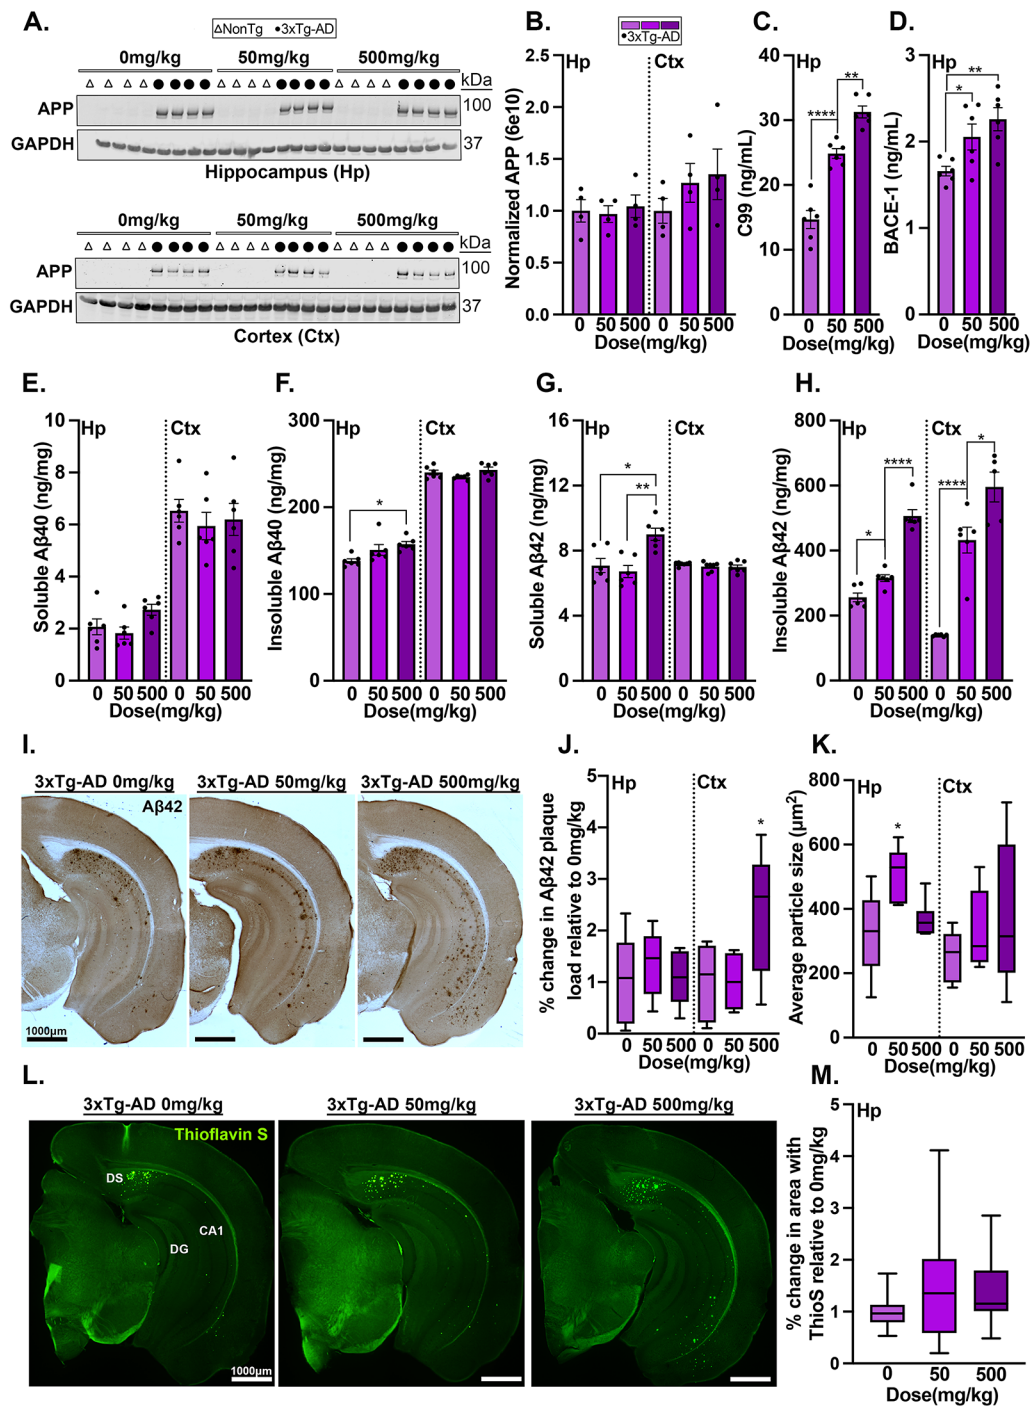 A.
△NonTg ●3xTg-AD
0mg/kg 50mg/kg 500mg/kg
kDa
APP 100
GAPDH 37
Hippocampus (Hp)
0mg/kg 50mg/kg 500mg/kg
kDa
APP 100
GAPDH 37
Cortex (Ctx)
B.
3xTg-AD
Hp Ctx
Normalized APP (6e10)
2.5
2.0
1.5
1.0
0.5
0.0
0 50 500 0 50 500
Dose(mg/kg)
C.
Hp
C99 (ng/mL)
40
30
20
10
0
**** **
0 50 500
Dose(mg/kg)
D.
Hp
BACE-1 (ng/mL)
3
2
1
0
**
*
0 50 500
Dose(mg/kg)
E.
Hp Ctx
Soluble Aβ40 (ng/mg)
10
8
6
4
2
0
0 50 500 0 50 500
Dose(mg/kg)
F.
Hp Ctx
Insoluble Aβ40 (ng/mg)
300
200
100
0
*
0 50 500 0 50 500
Dose(mg/kg)
G.
Hp Ctx
Soluble Aβ42 (ng/mg)
16
12
8
4
0
*
**
0 50 500 0 50 500
Dose(mg/kg)
H.
Hp Ctx
Insoluble Aβ42 (ng/mg)
800
600
400
200
0
* **** **** *
0 50 500 0 50 500
Dose(mg/kg)
I.
3xTg-AD 0mg/kg 3xTg-AD 50mg/kg 3xTg-AD 500mg/kg
Aβ42
1000μm
J.
Hp Ctx
% change in Aβ42 plaque
load relative to 0mg/kg
5
4
3
2
1
0
*
0 50 500 0 50 500
Dose(mg/kg)
K.
Hp Ctx
Average particle size (μm²)
800
600
400
200
0
*
0 50 500 0 50 500
Dose(mg/kg)
L.
3xTg-AD 0mg/kg 3xTg-AD 50mg/kg 3xTg-AD 500mg/kg
Thioflavin S
DS
CA1
DG
1000μm
M.
Hp
% change in area with
ThioS relative to 0mg/kg
5
4
3
2
1
0
0 50 500
Dose(mg/kg)